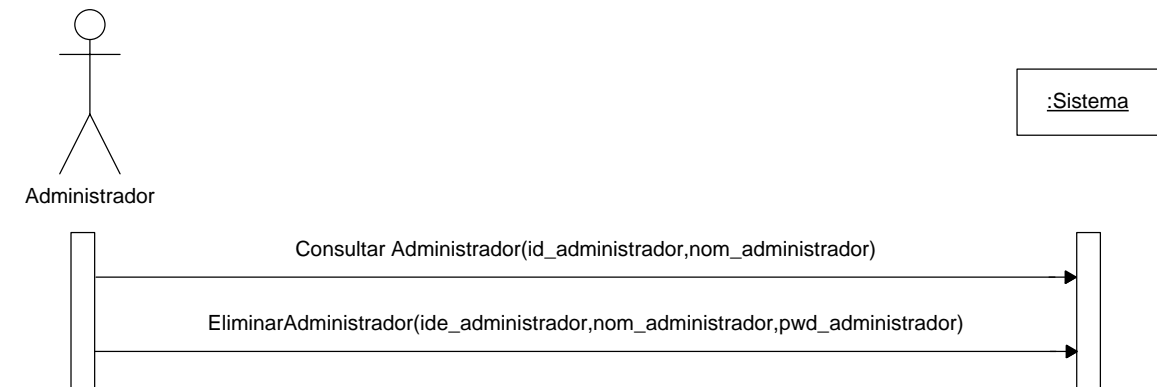 :Sistema
Administrador
Consultar Administrador(id_administrador,nom_administrador)
EliminarAdministrador(ide_administrador,nom_administrador,pwd_administrador)